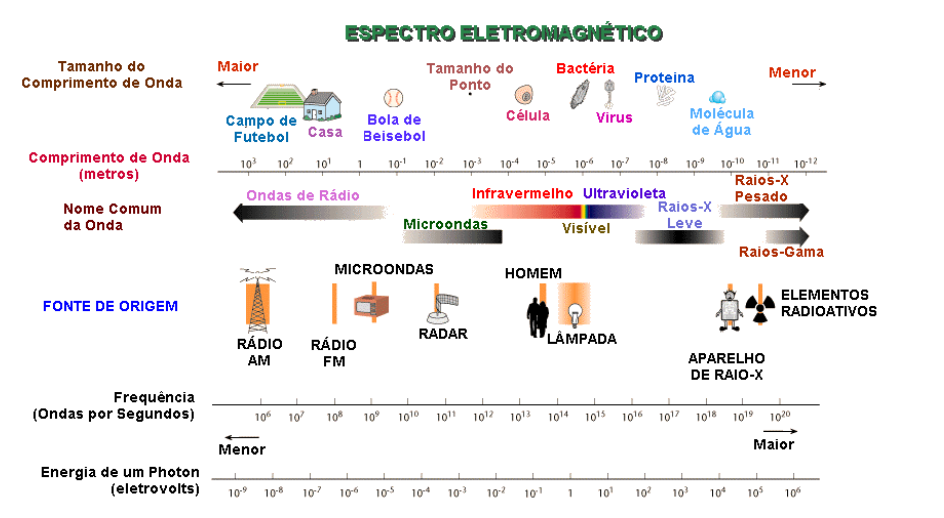 ESPECTRO ELETROMAGNÉTICO
Tamanho do
Comprimento de Onda
Maior
Campo de
Futebol
Casa
Bola de
Beisebol
Tamanho do
Ponto
Célula
Bactéria
Virus
Proteina
Molécula
de Água
Menor
Comprimento de Onda
(metros)
10³ 10² 10¹ 1 10⁻¹ 10⁻² 10⁻³ 10⁻⁴ 10⁻⁵ 10⁻⁶ 10⁻⁷ 10⁻⁸ 10⁻⁹ 10⁻¹⁰ 10⁻¹¹ 10⁻¹²
Nome Comum
da Onda
Ondas de Rádio
Microondas
Infravermelho
Visível
Ultravioleta
Raios-X
Leve
Raios-X
Pesado
Raios-Gama
FONTE DE ORIGEM
RÁDIO
AM
RÁDIO
FM
MICROONDAS
RADAR
HOMEM
LÂMPADA
APARELHO
DE RAIO-X
ELEMENTOS
RADIOATIVOS
Frequência
(Ondas por Segundos)
10⁶ 10⁷ 10⁸ 10⁹ 10¹⁰ 10¹¹ 10¹² 10¹³ 10¹⁴ 10¹⁵ 10¹⁶ 10¹⁷ 10¹⁸ 10¹⁹ 10²⁰
Menor
Maior
Energia de um Photon
(eletrovolts)
10⁻⁹ 10⁻⁸ 10⁻⁷ 10⁻⁶ 10⁻⁵ 10⁻⁴ 10⁻³ 10⁻² 10⁻¹ 1 10¹ 10² 10³ 10⁴ 10⁵ 10⁶